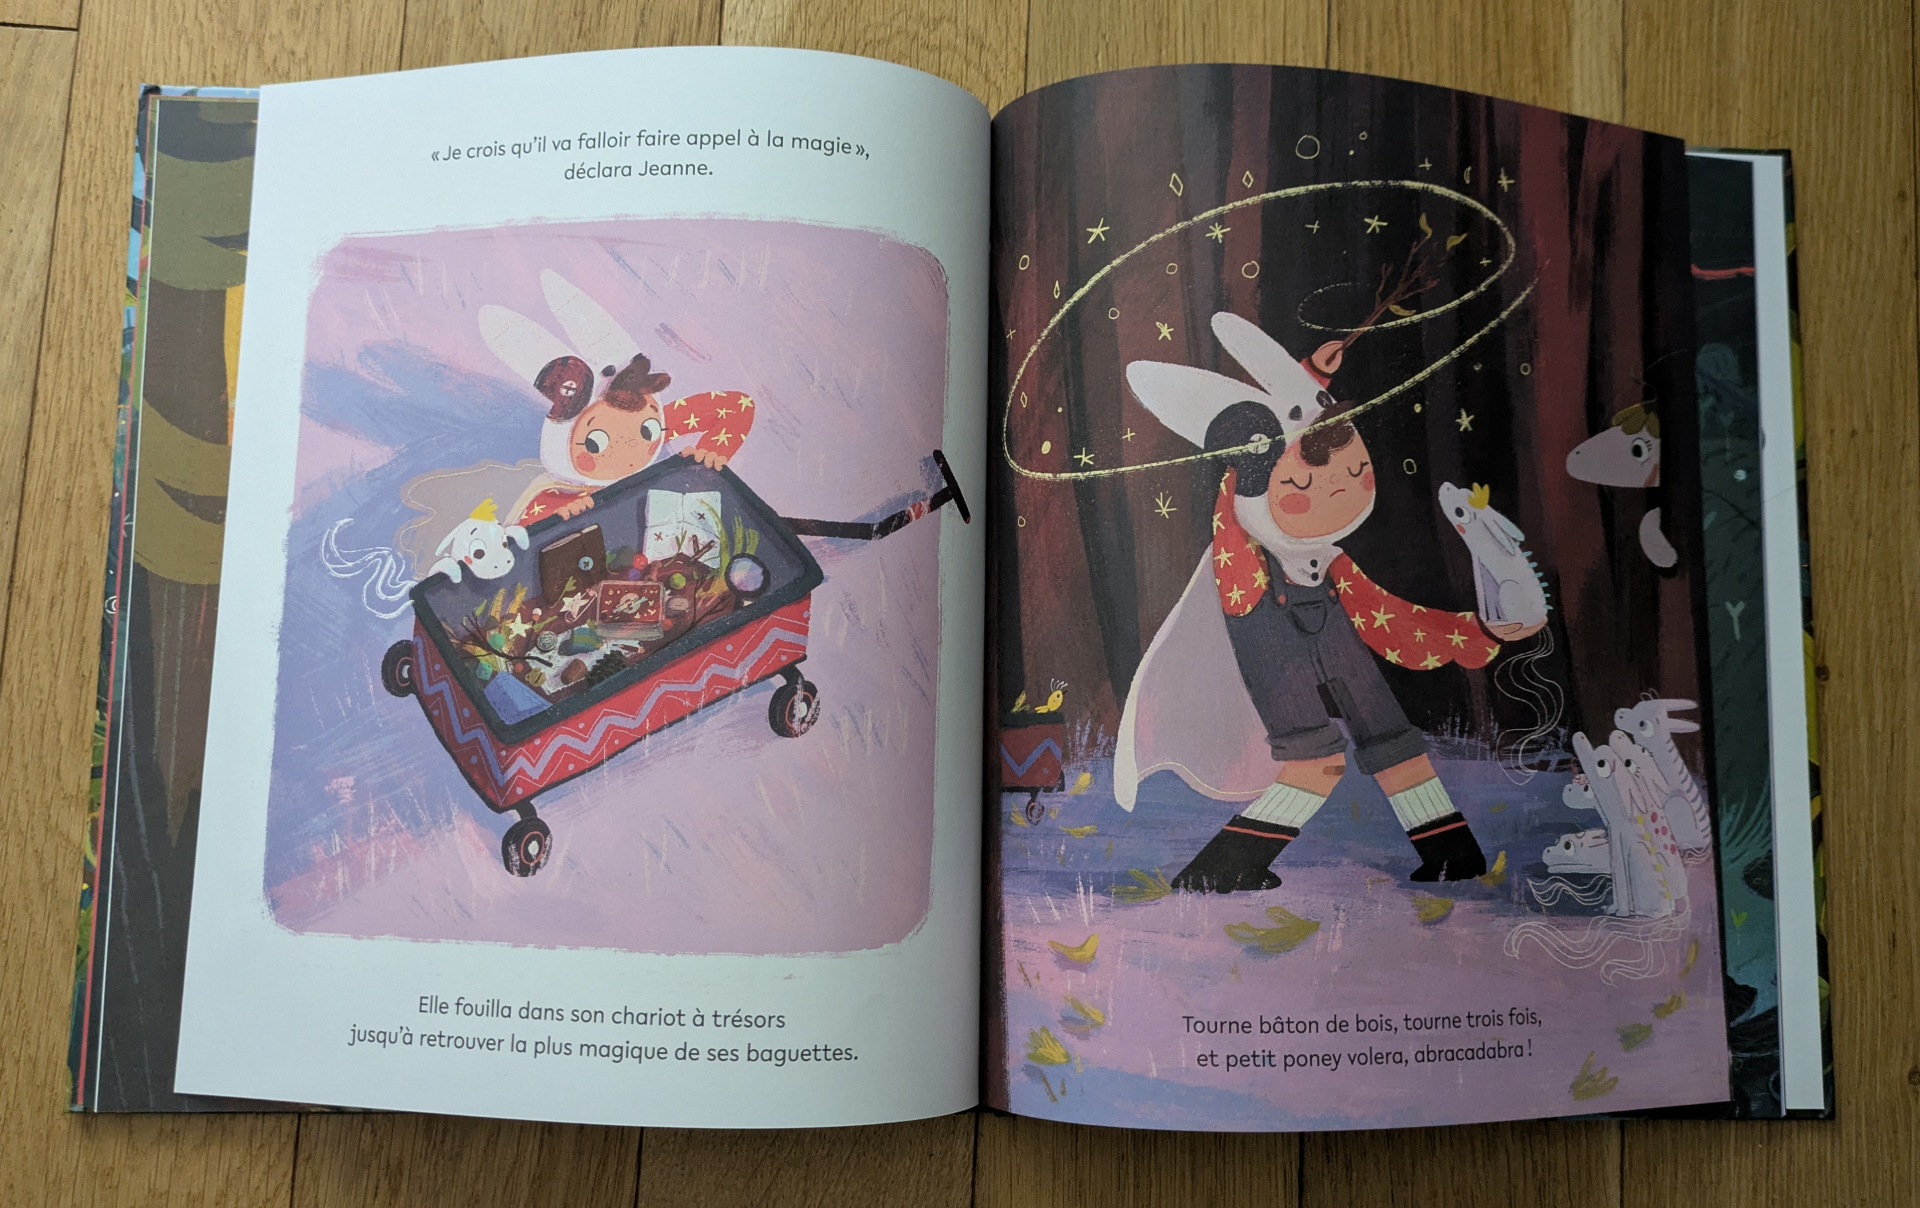 « Je crois qu'il va falloir faire appel à la magie »,
déclara Jeanne.
Elle fouilla dans son chariot à trésors
jusqu'à retrouver la plus magique de ses baguettes.
Tourne bâton de bois, tourne trois fois,
et petit poney volera, abracadabra !